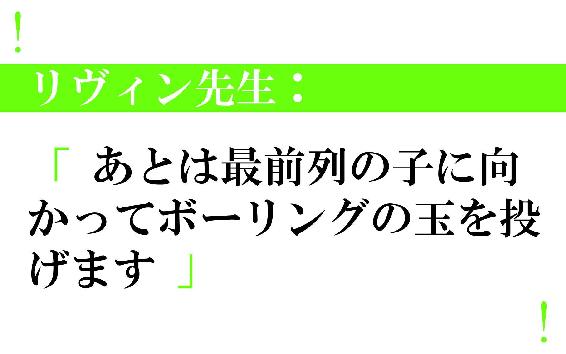 !
リヴィン先生：
「 あとは最前列の子に向
かってボーリングの玉を投
げます 」
!